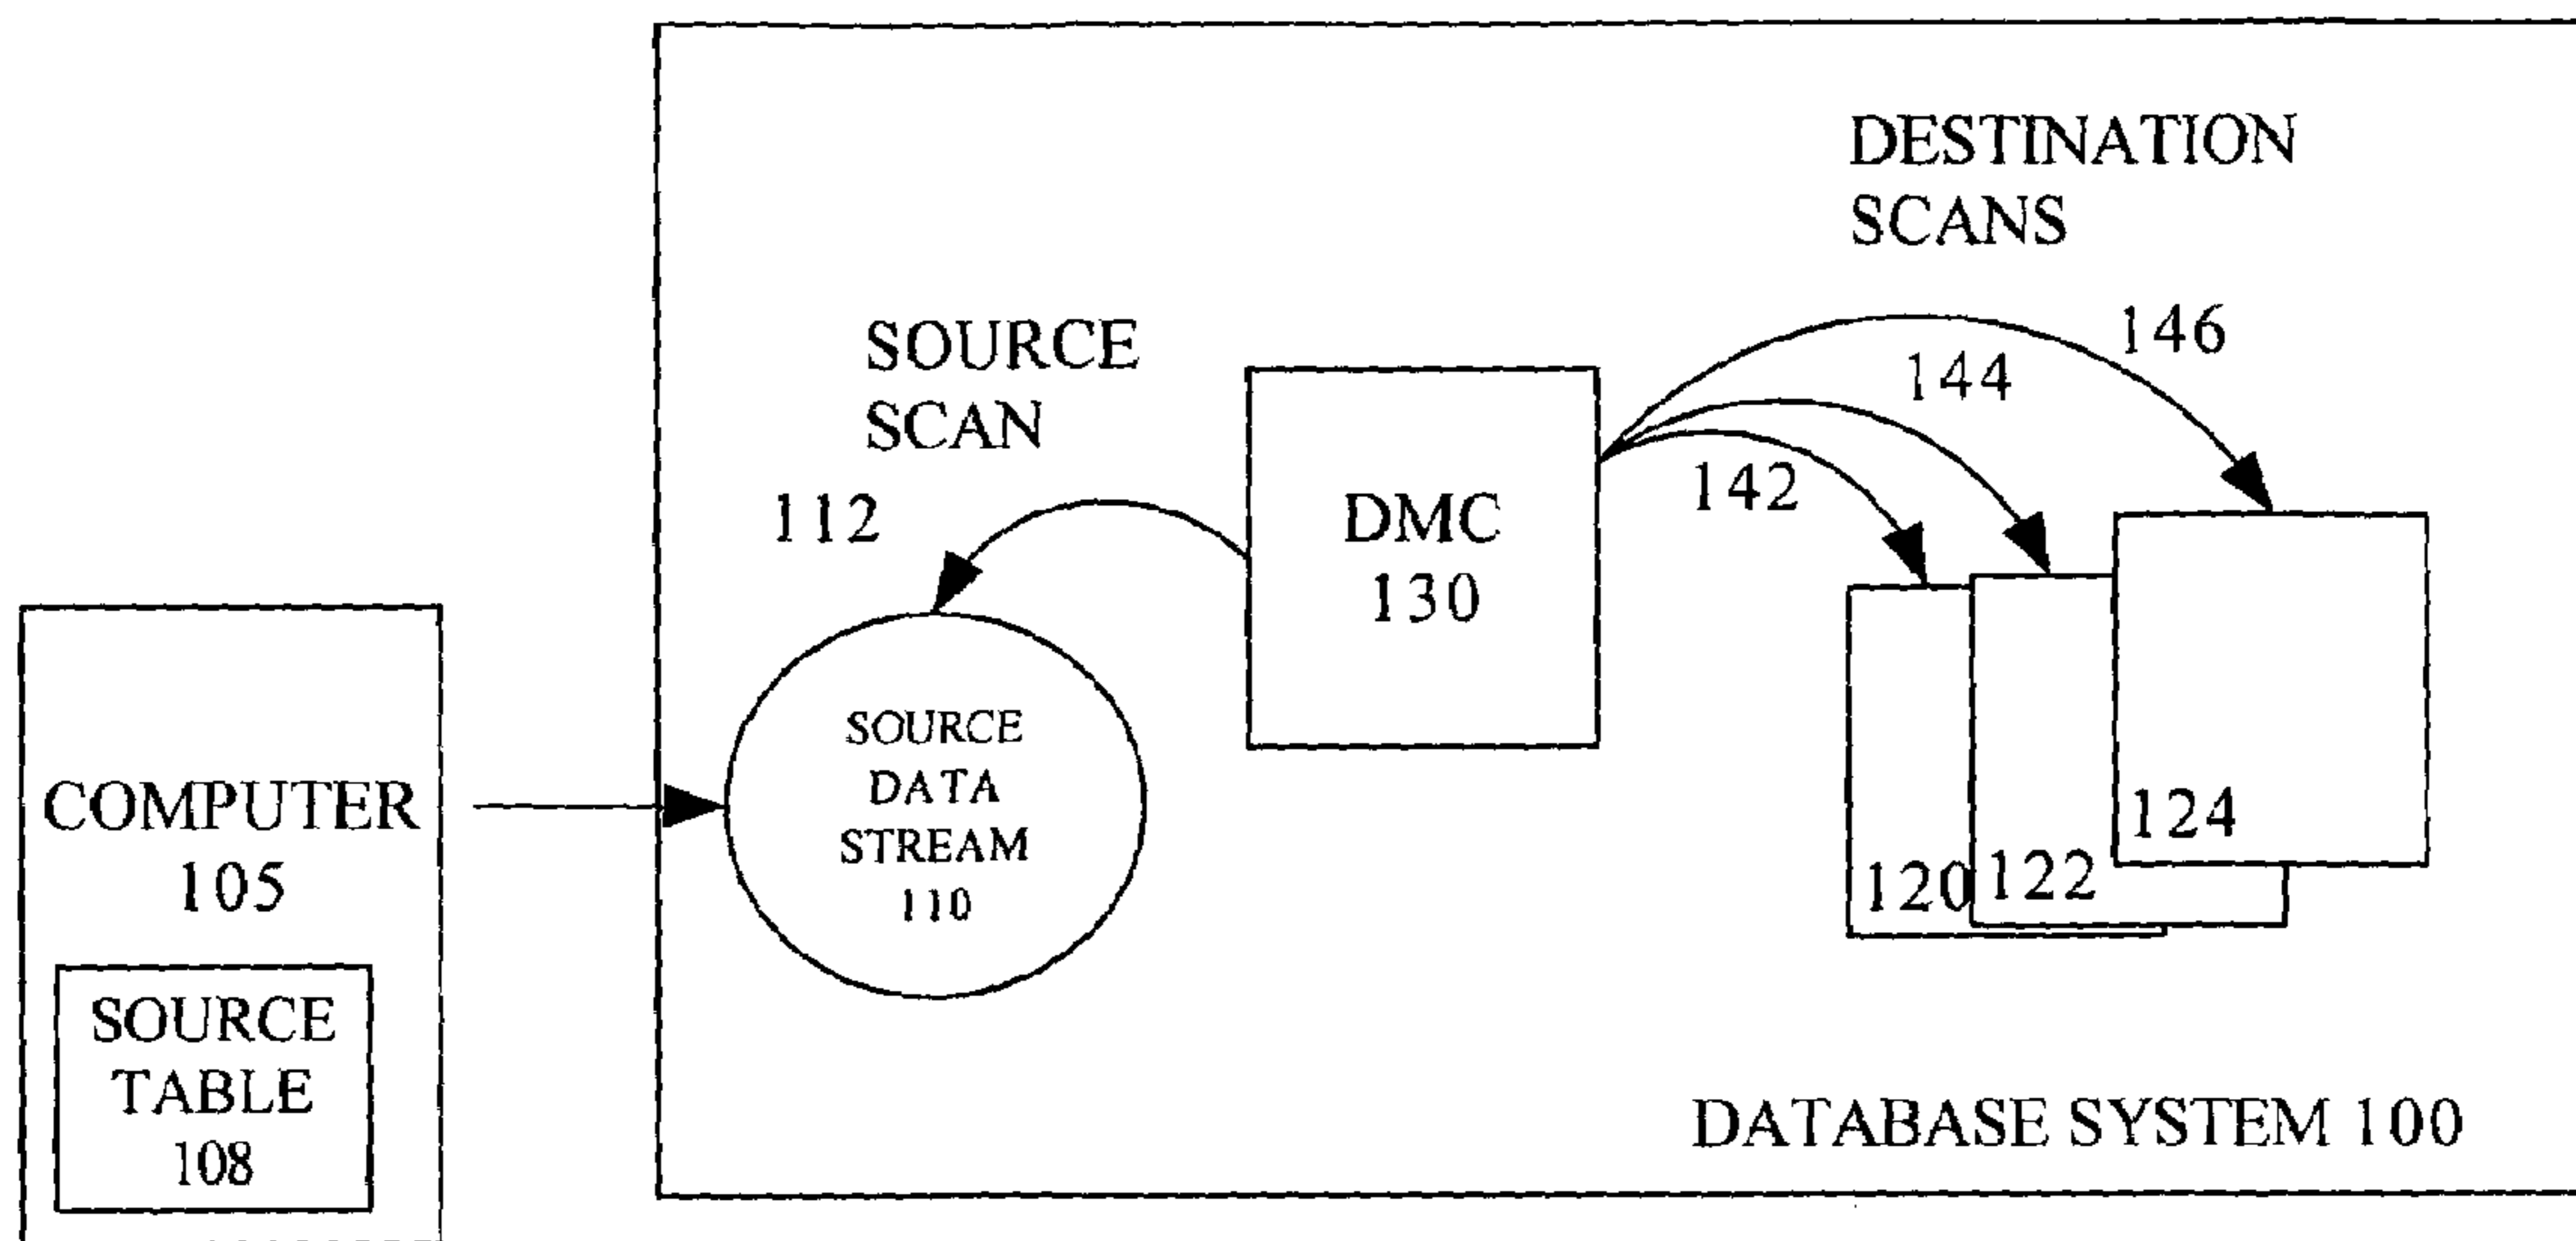 DESTINATION
SCANS
SOURCE
SCAN
146
144
142
112
DMC
130
SOURCE
DATA
STREAM
110
COMPUTER
105
SOURCE
TABLE
108
120
122
124
DATABASE SYSTEM 100